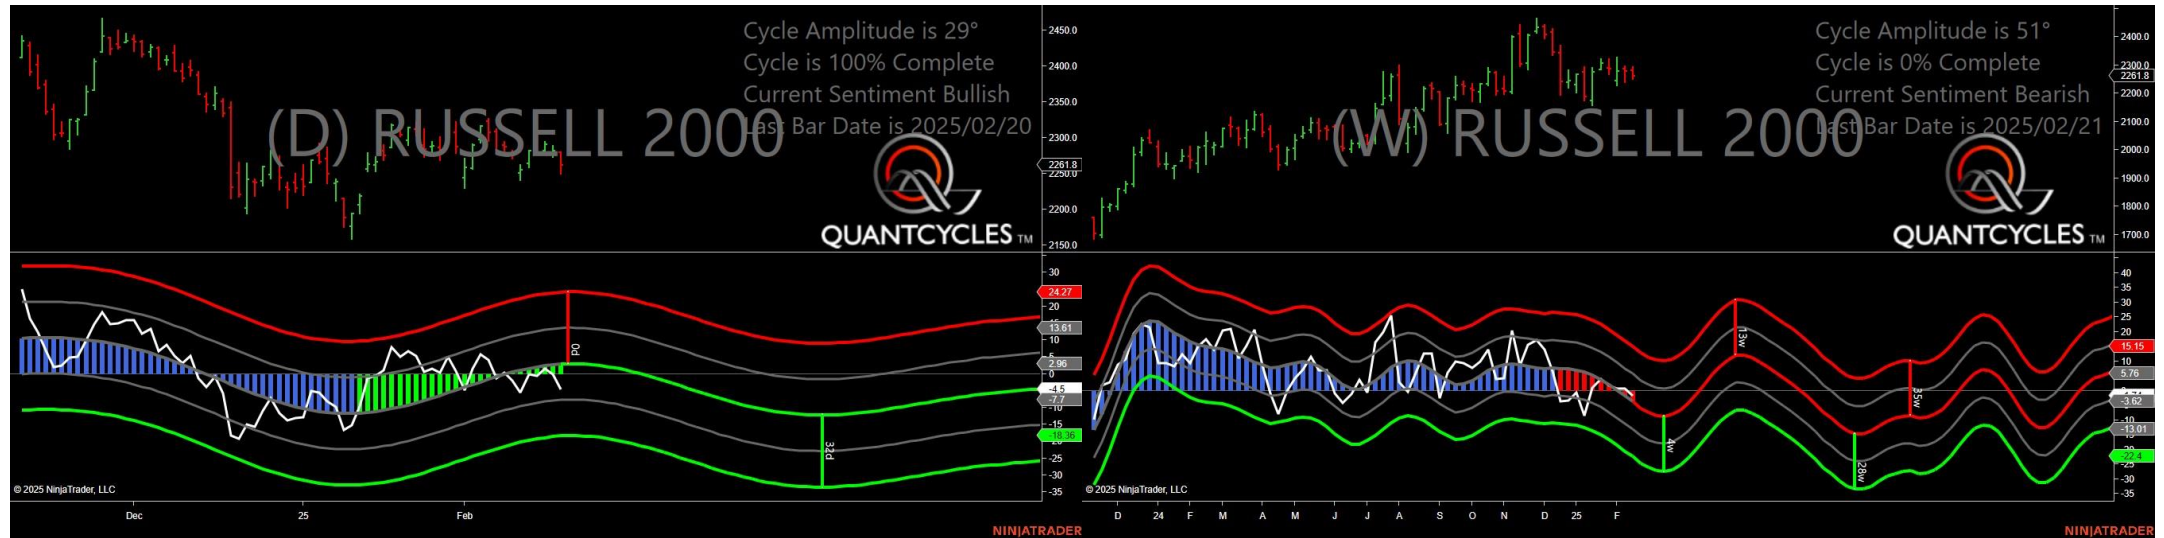 Cycle Amplitude is 29°
Cycle is 100% Complete
Current Sentiment Bullish
Last Bar Date is 2025/02/20
(D) RUSSELL 2000
QUANTCYCLES TM
2450.0
2400.0
2350.0
2300.0
2261.8
2250.0
2200.0
2150.0
30
24.27
20
13.61
10
2.96
0
-4.5
-7.7
-10
-15
-18.36
-25
-30
-35
0d
32d
© 2025 NinjaTrader, LLC
Dec
25
Feb
NINJATRADER
Cycle Amplitude is 51°
Cycle is 0% Complete
Current Sentiment Bearish
Last Bar Date is 2025/02/21
(W) RUSSELL 2000
QUANTCYCLES TM
2400.0
2300.0
2261.8
2200.0
2100.0
2000.0
1900.0
1800.0
1700.0
40
35
30
25
20
15.15
10
5.76
-3.62
-10
-13.01
-22.4
-25
-30
-35
13w
35w
4w
28w
© 2025 NinjaTrader, LLC
D 24 F M A M J J A S O N D 25 F
NINJATRADER